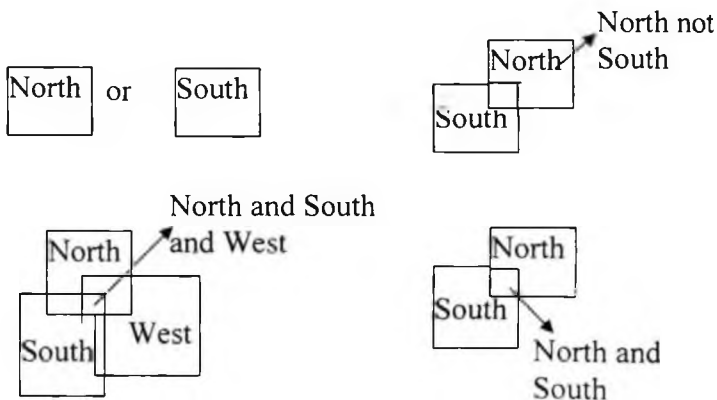 North or South
North
North not
South
South
North and South
and West
North
West
South
North
South
North and
South